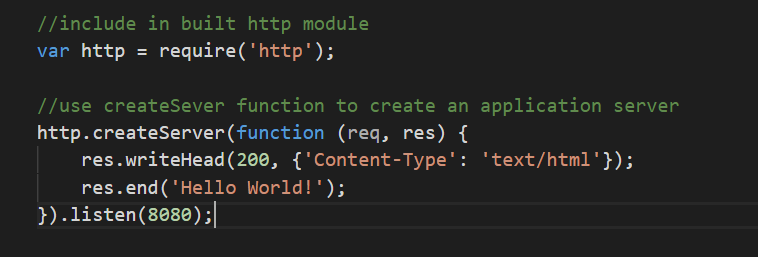 //include in built http module
var http = require('http');
//use createSever function to create an application server
http.createServer(function (req, res) {
    res.writeHead(200, {'Content-Type': 'text/html'});
    res.end('Hello World!');
}).listen(8080);